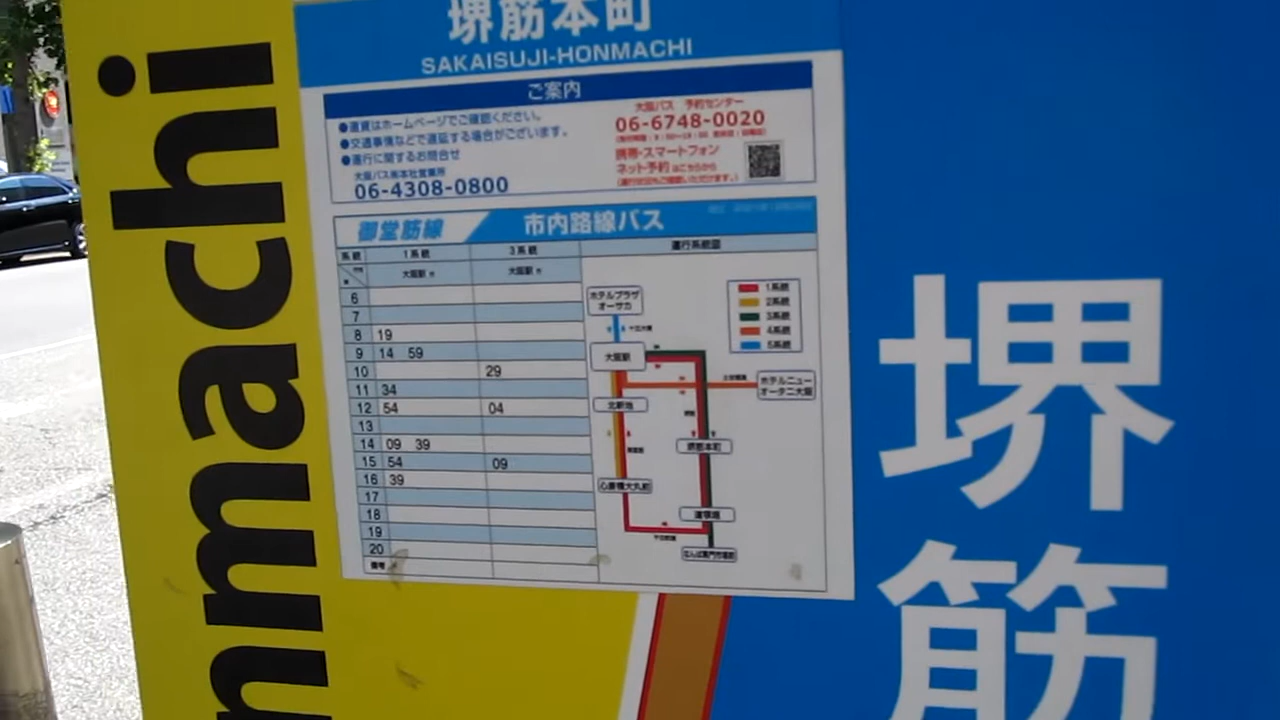 堺筋本町
SAKAISUJI-HONMACHI
ご案内
●運賃はホームページでご確認ください。
●交通事情などで遅延する場合がございます。
●運行に関するお問合せ
06-4308-0800
大阪バス 予約センター
06-6748-0020
携帯・スマートフォン
ネット予約 はこちらから
御堂筋線 市内路線バス
系統 1系統 3系統 運行系統図
大阪駅 大阪駅
6
7
8 19
9 14 59
10 29
11 34
12 54 04
13
14 09 39
15 54 09
16 39
17
18
19
20
備考
1系統
2系統
3系統
4系統
5系統
ホテルプラザ
オーサカ
大阪駅
ホテルニュー
オータニ大阪
北新地
堺筋本町
心斎橋大丸前
道頓堀
nmachi
堺筋